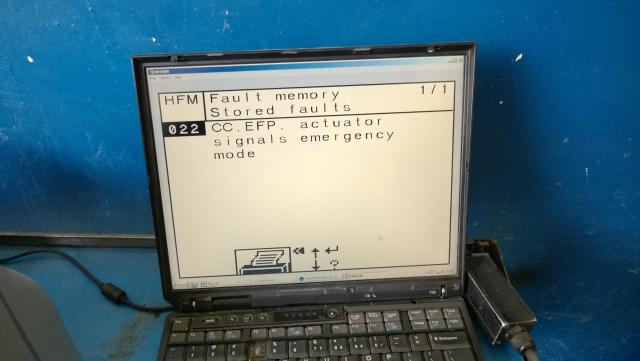 HFM Fault memory 1/1
Stored faults
022 CC.EFP. actuator
signals emergency
mode
?